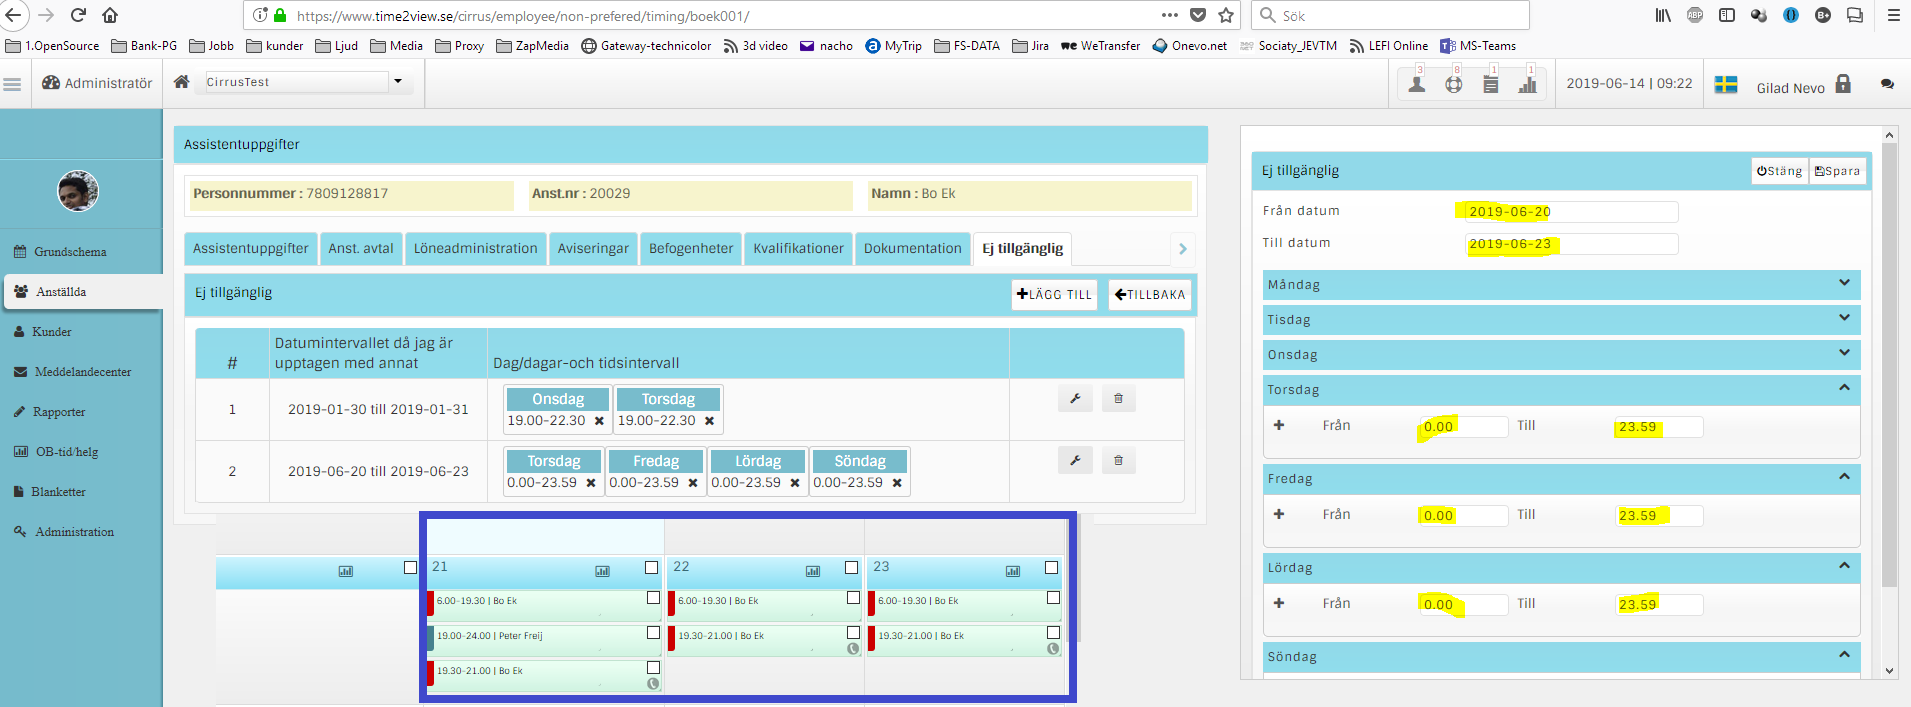 https://www.time2view.se/cirrus/employee/non-prefered/timing/boek001/
Sök
1.OpenSource Bank-PG Jobb kunder Ljud Media Proxy ZapMedia Gateway-technicolor 3d video nacho MyTrip FS-DATA Jira WeTransfer Onevo.net Sociaty_JEVTM LEFI Online MS-Teams
Administratör
CirrusTest
3 8 1 1
2019-06-14 | 09:22
Gilad Nevo
Grundschema
Anställda
Kunder
Meddelandecenter
Rapporter
OB-tid/helg
Blanketter
Administration
Assistentuppgifter
Personnummer : 7809128817 Anst.nr : 20029 Namn : Bo Ek
Assistentuppgifter Anst. avtal Löneadministration Aviseringar Befogenheter Kvalifikationer Dokumentation Ej tillgänglig
Ej tillgänglig LÄGG TILL TILLBAKA
# Datumintervallet då jag är upptagen med annat Dag/dagar-och tidsintervall
1 2019-01-30 till 2019-01-31 Onsdag 19.00-22.30 Torsdag 19.00-22.30
2 2019-06-20 till 2019-06-23 Torsdag 0.00-23.59 Fredag 0.00-23.59 Lördag 0.00-23.59 Söndag 0.00-23.59
21 22 23
6.00-19.30 | Bo Ek 6.00-19.30 | Bo Ek 6.00-19.30 | Bo Ek
19.00-24.00 | Peter Freij 19.30-21.00 | Bo Ek 19.30-21.00 | Bo Ek
19.30-21.00 | Bo Ek
Ej tillgänglig Stäng Spara
Från datum 2019-06-20
Till datum 2019-06-23
Måndag
Tisdag
Onsdag
Torsdag
Från 0.00 Till 23.59
Fredag
Från 0.00 Till 23.59
Lördag
Från 0.00 Till 23.59
Söndag